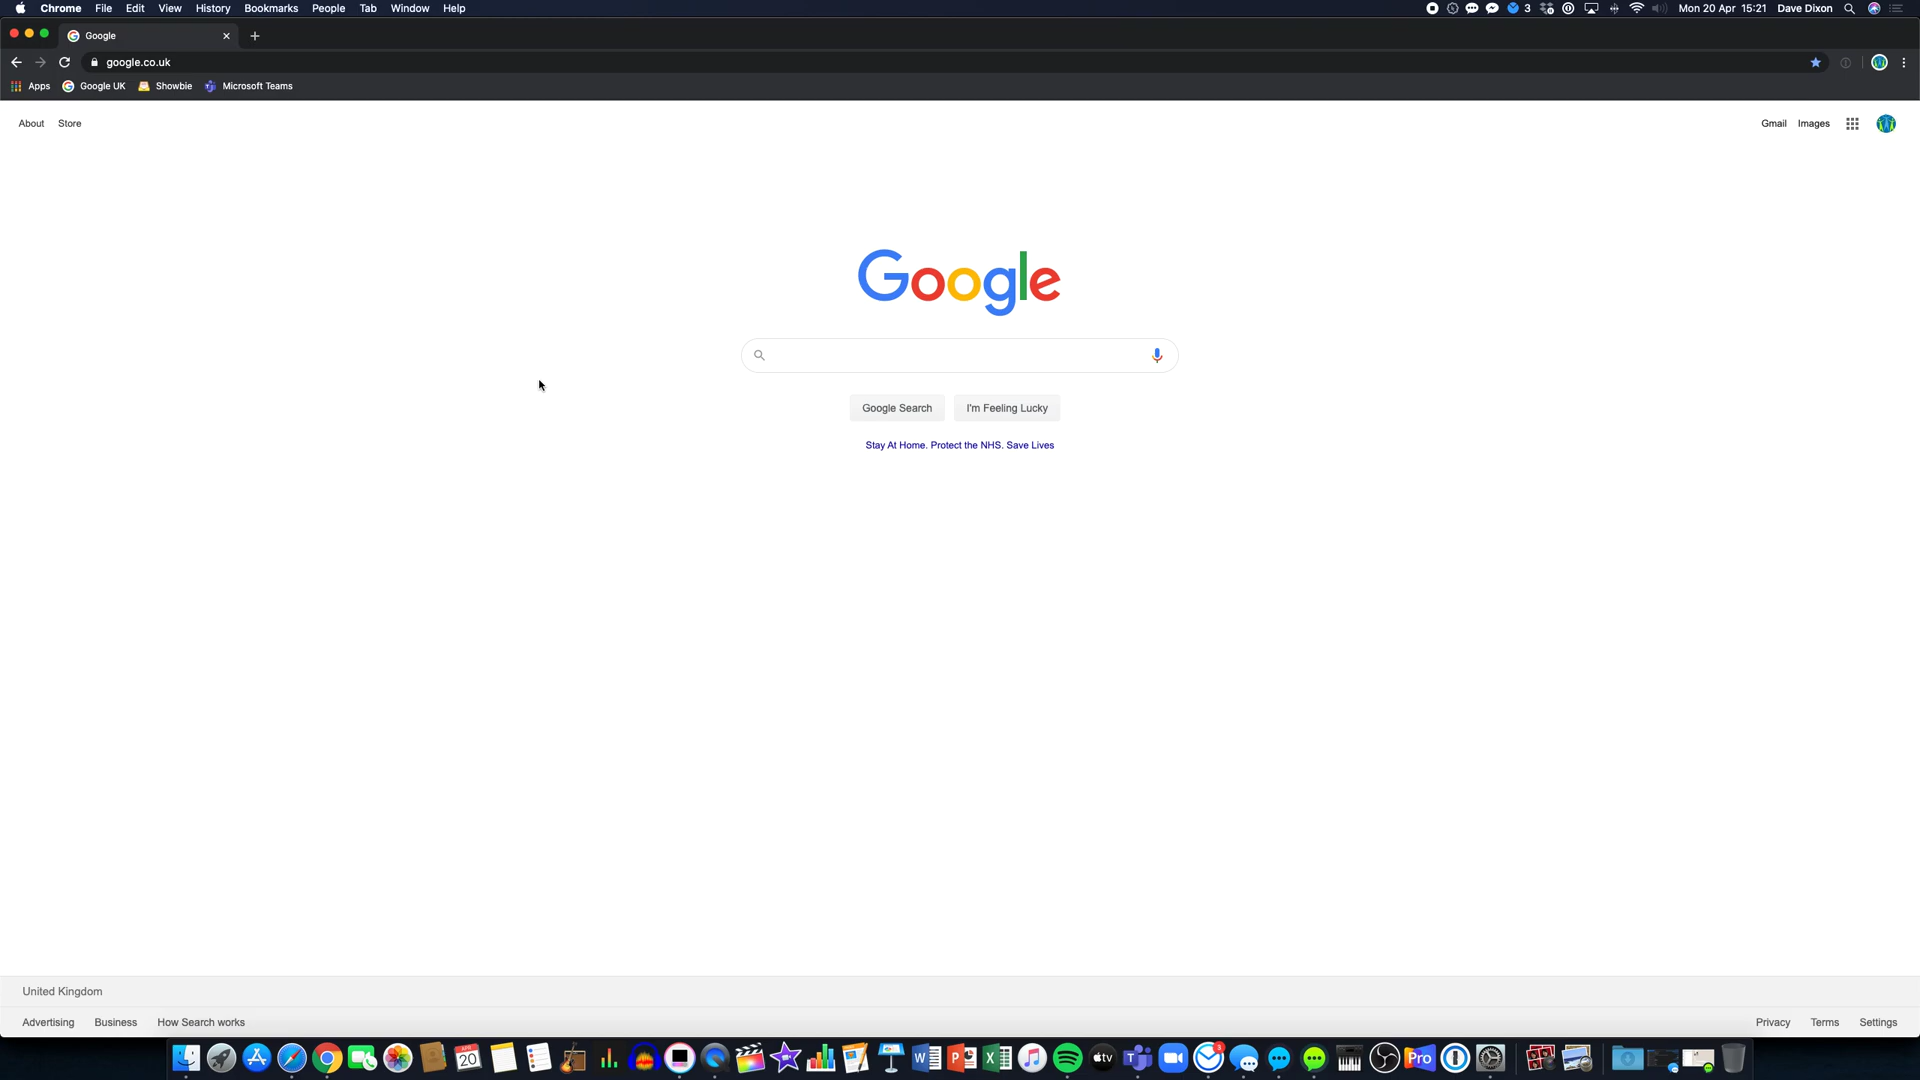 Chrome File Edit View History Bookmarks People Tab Window Help
3 Mon 20 Apr 15:21 Dave Dixon
Google
google.co.uk
Apps Google UK Showbie Microsoft Teams
About Store
Gmail Images
Google
Google Search I'm Feeling Lucky
Stay At Home. Protect the NHS. Save Lives
United Kingdom
Advertising Business How Search works
Privacy Terms Settings
APR
20
W P X tv T 3 Pro